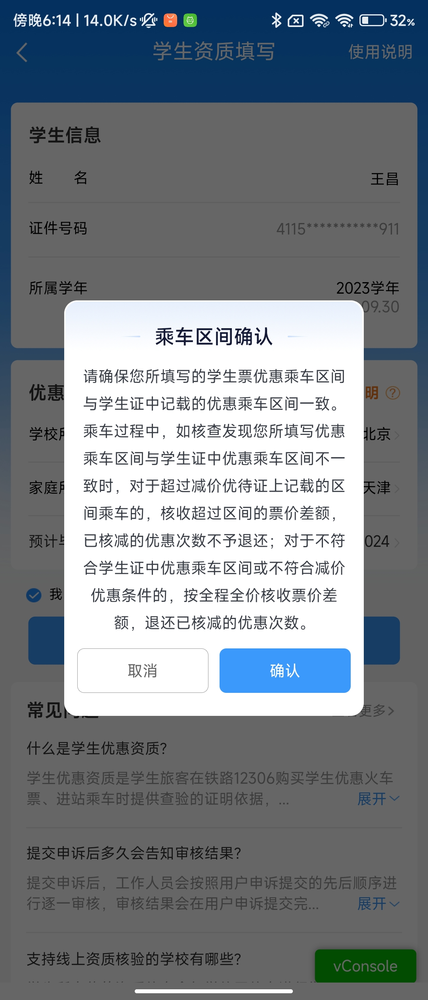 傍晚6:14 | 14.0K/s 32%
学生资质填写 使用说明
学生信息
姓 名 王昌
证件号码 4115***********911
所属学年 2023学年
09.30
乘车区间确认
请确保您所填写的学生票优惠乘车区间
与学生证中记载的优惠乘车区间一致。
乘车过程中，如核查发现您所填写优惠
乘车区间与学生证中优惠乘车区间不一
致时，对于超过减价优待证上记载的区
间乘车的，核收超过区间的票价差额，
已核减的优惠次数不予退还；对于不符
合学生证中优惠乘车区间或不符合减价
优惠条件的，按全程全价核收票价差
额，退还已核减的优惠次数。
取消 确认
优惠 明 ?
学校 北京
家庭 天津
预计 024
我
常见 更多
什么是学生优惠资质?
学生优惠资质是学生旅客在铁路12306购买学生优惠火车
票、进站乘车时提供查验的证明依据，... 展开
提交申诉后多久会告知审核结果?
提交申诉后，工作人员会按照用户申诉提交的先后顺序进
行逐一审核，审核结果会在用户申诉提交完... 展开
支持线上资质核验的学校有哪些?
vConsole